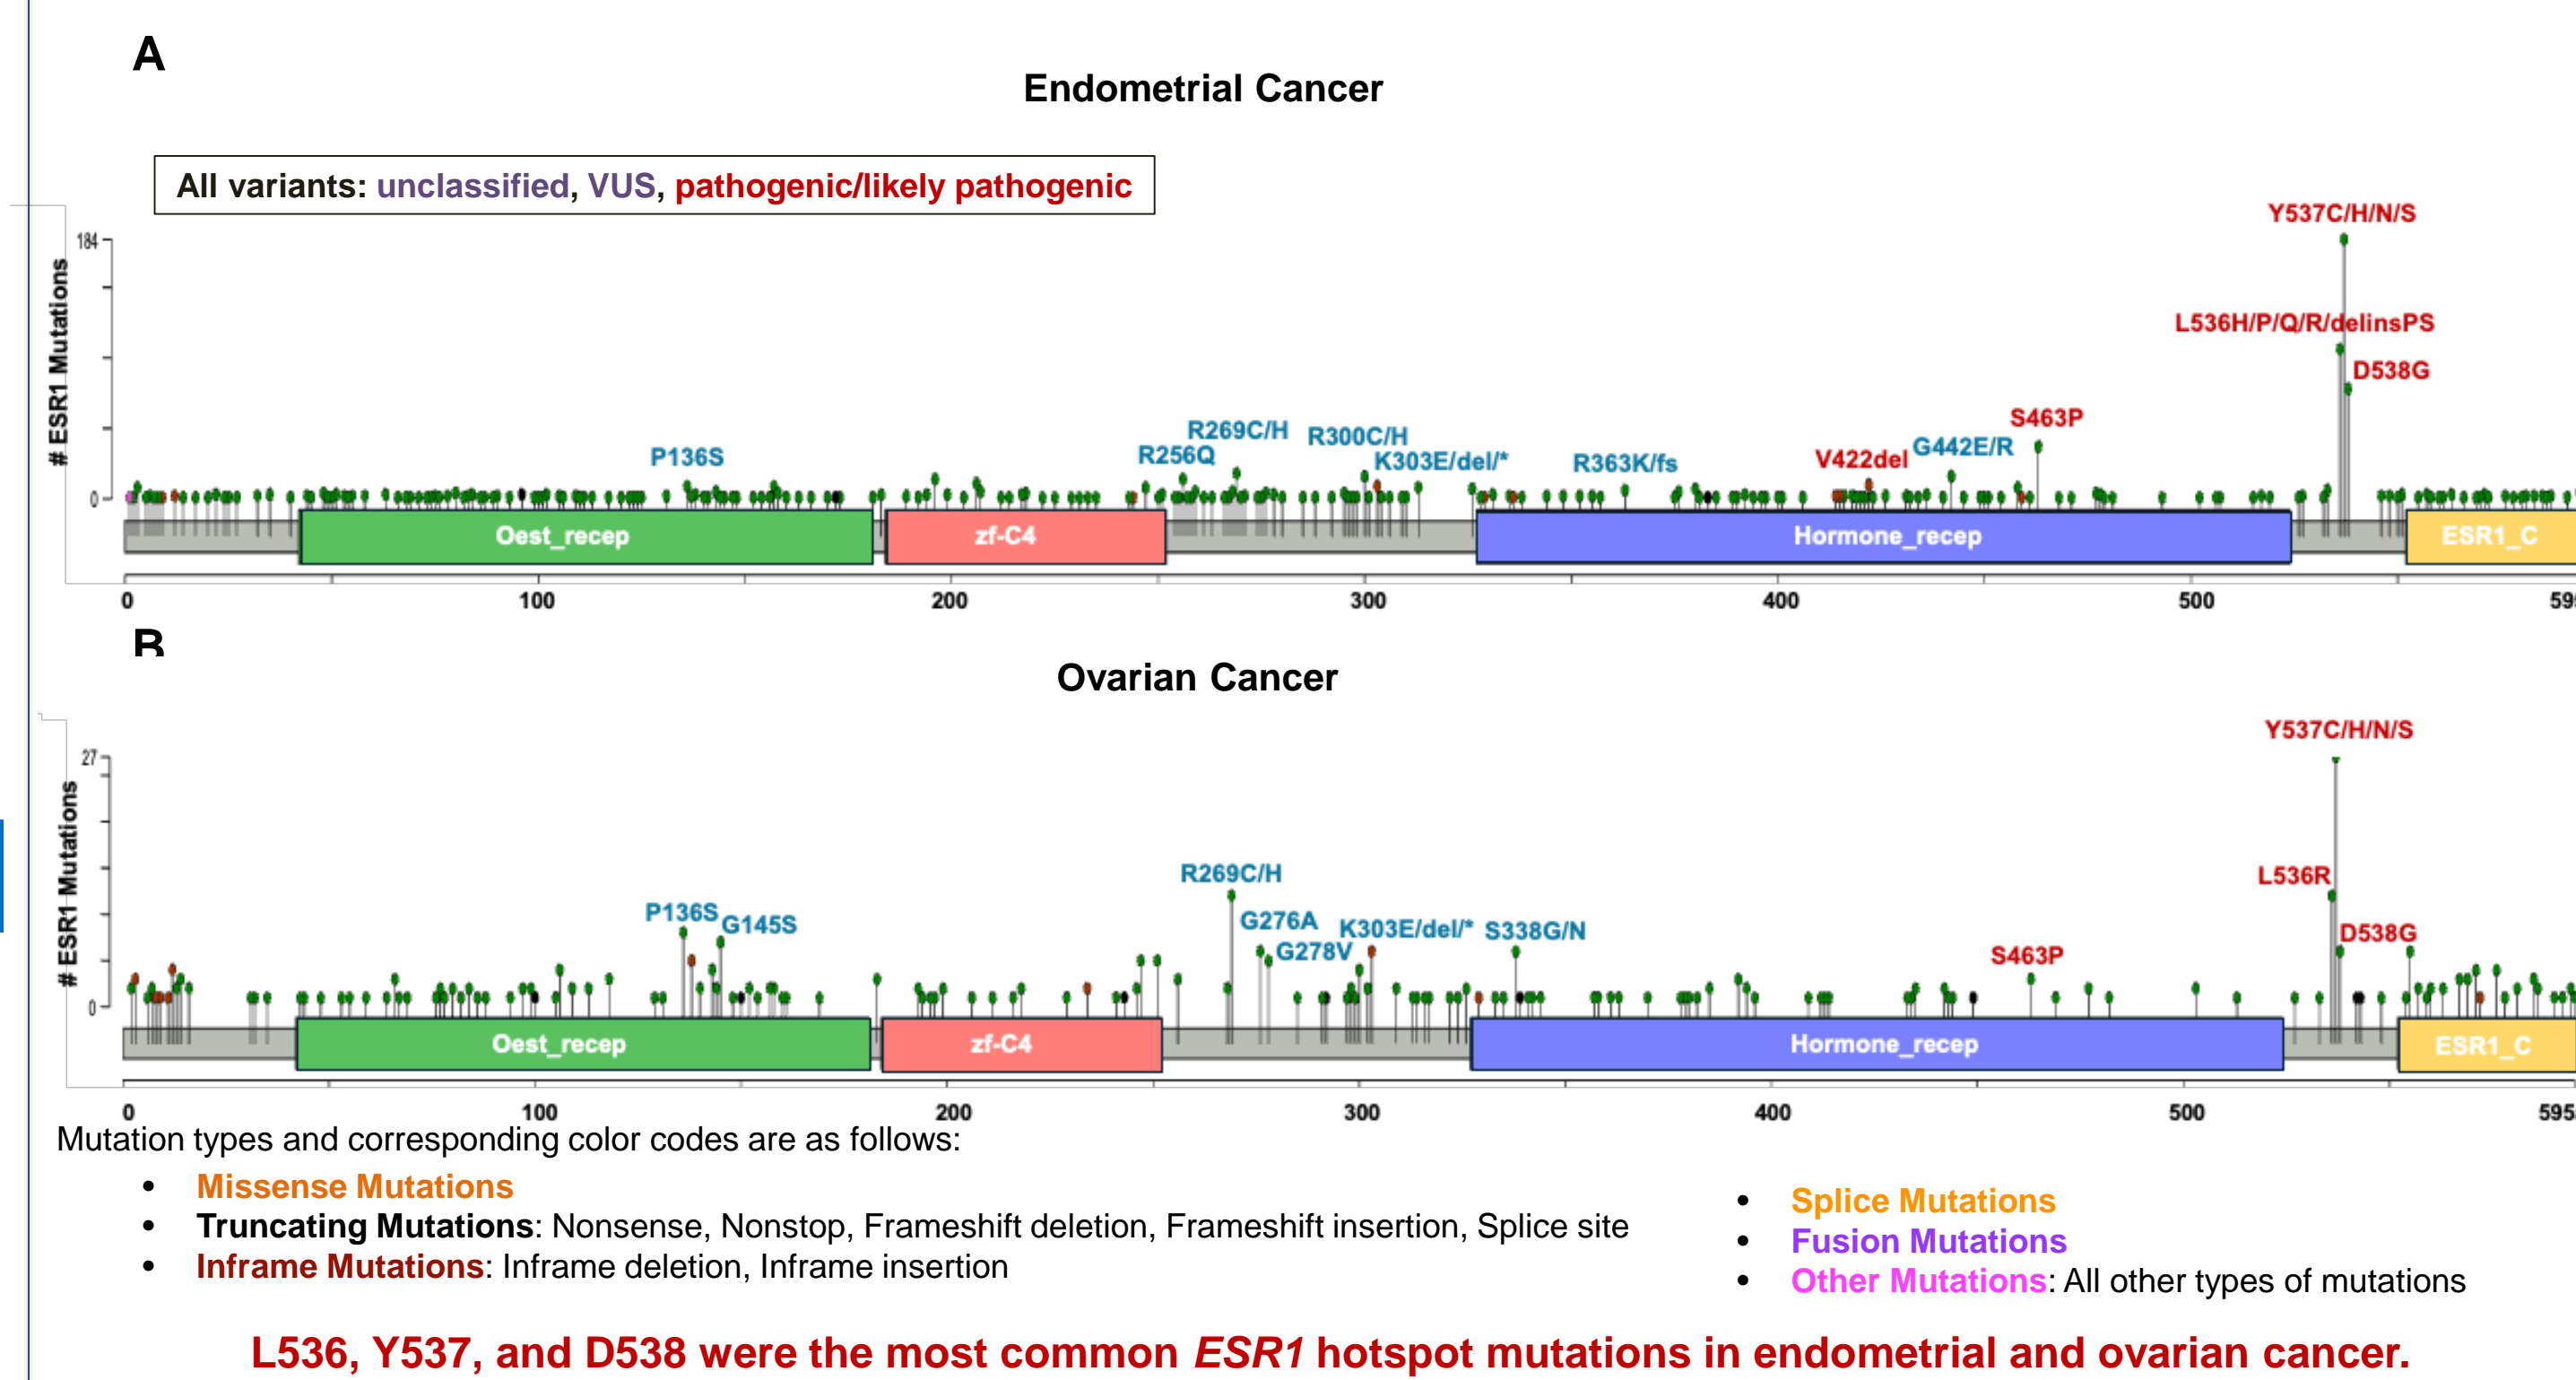 A
Endometrial Cancer
All variants: unclassified, VUS, pathogenic/likely pathogenic
# ESR1 Mutations
184
0
P136S
R256Q
R269C/H
R300C/H
K303E/del/*
R363K/fs
V422del
G442E/R
S463P
Y537C/H/N/S
L536H/P/Q/R/delinsPS
D538G
Oest_recep
zf-C4
Hormone_recep
ESR1_C
0 100 200 300 400 500 59
B
Ovarian Cancer
# ESR1 Mutations
27
0
P136S
G145S
R269C/H
G276A
G278V
K303E/del/*
S338G/N
S463P
Y537C/H/N/S
L536R
D538G
Oest_recep
zf-C4
Hormone_recep
ESR1_C
0 100 200 300 400 500 595
Mutation types and corresponding color codes are as follows:
• Missense Mutations
• Truncating Mutations: Nonsense, Nonstop, Frameshift deletion, Frameshift insertion, Splice site
• Inframe Mutations: Inframe deletion, Inframe insertion
• Splice Mutations
• Fusion Mutations
• Other Mutations: All other types of mutations
L536, Y537, and D538 were the most common ESR1 hotspot mutations in endometrial and ovarian cancer.